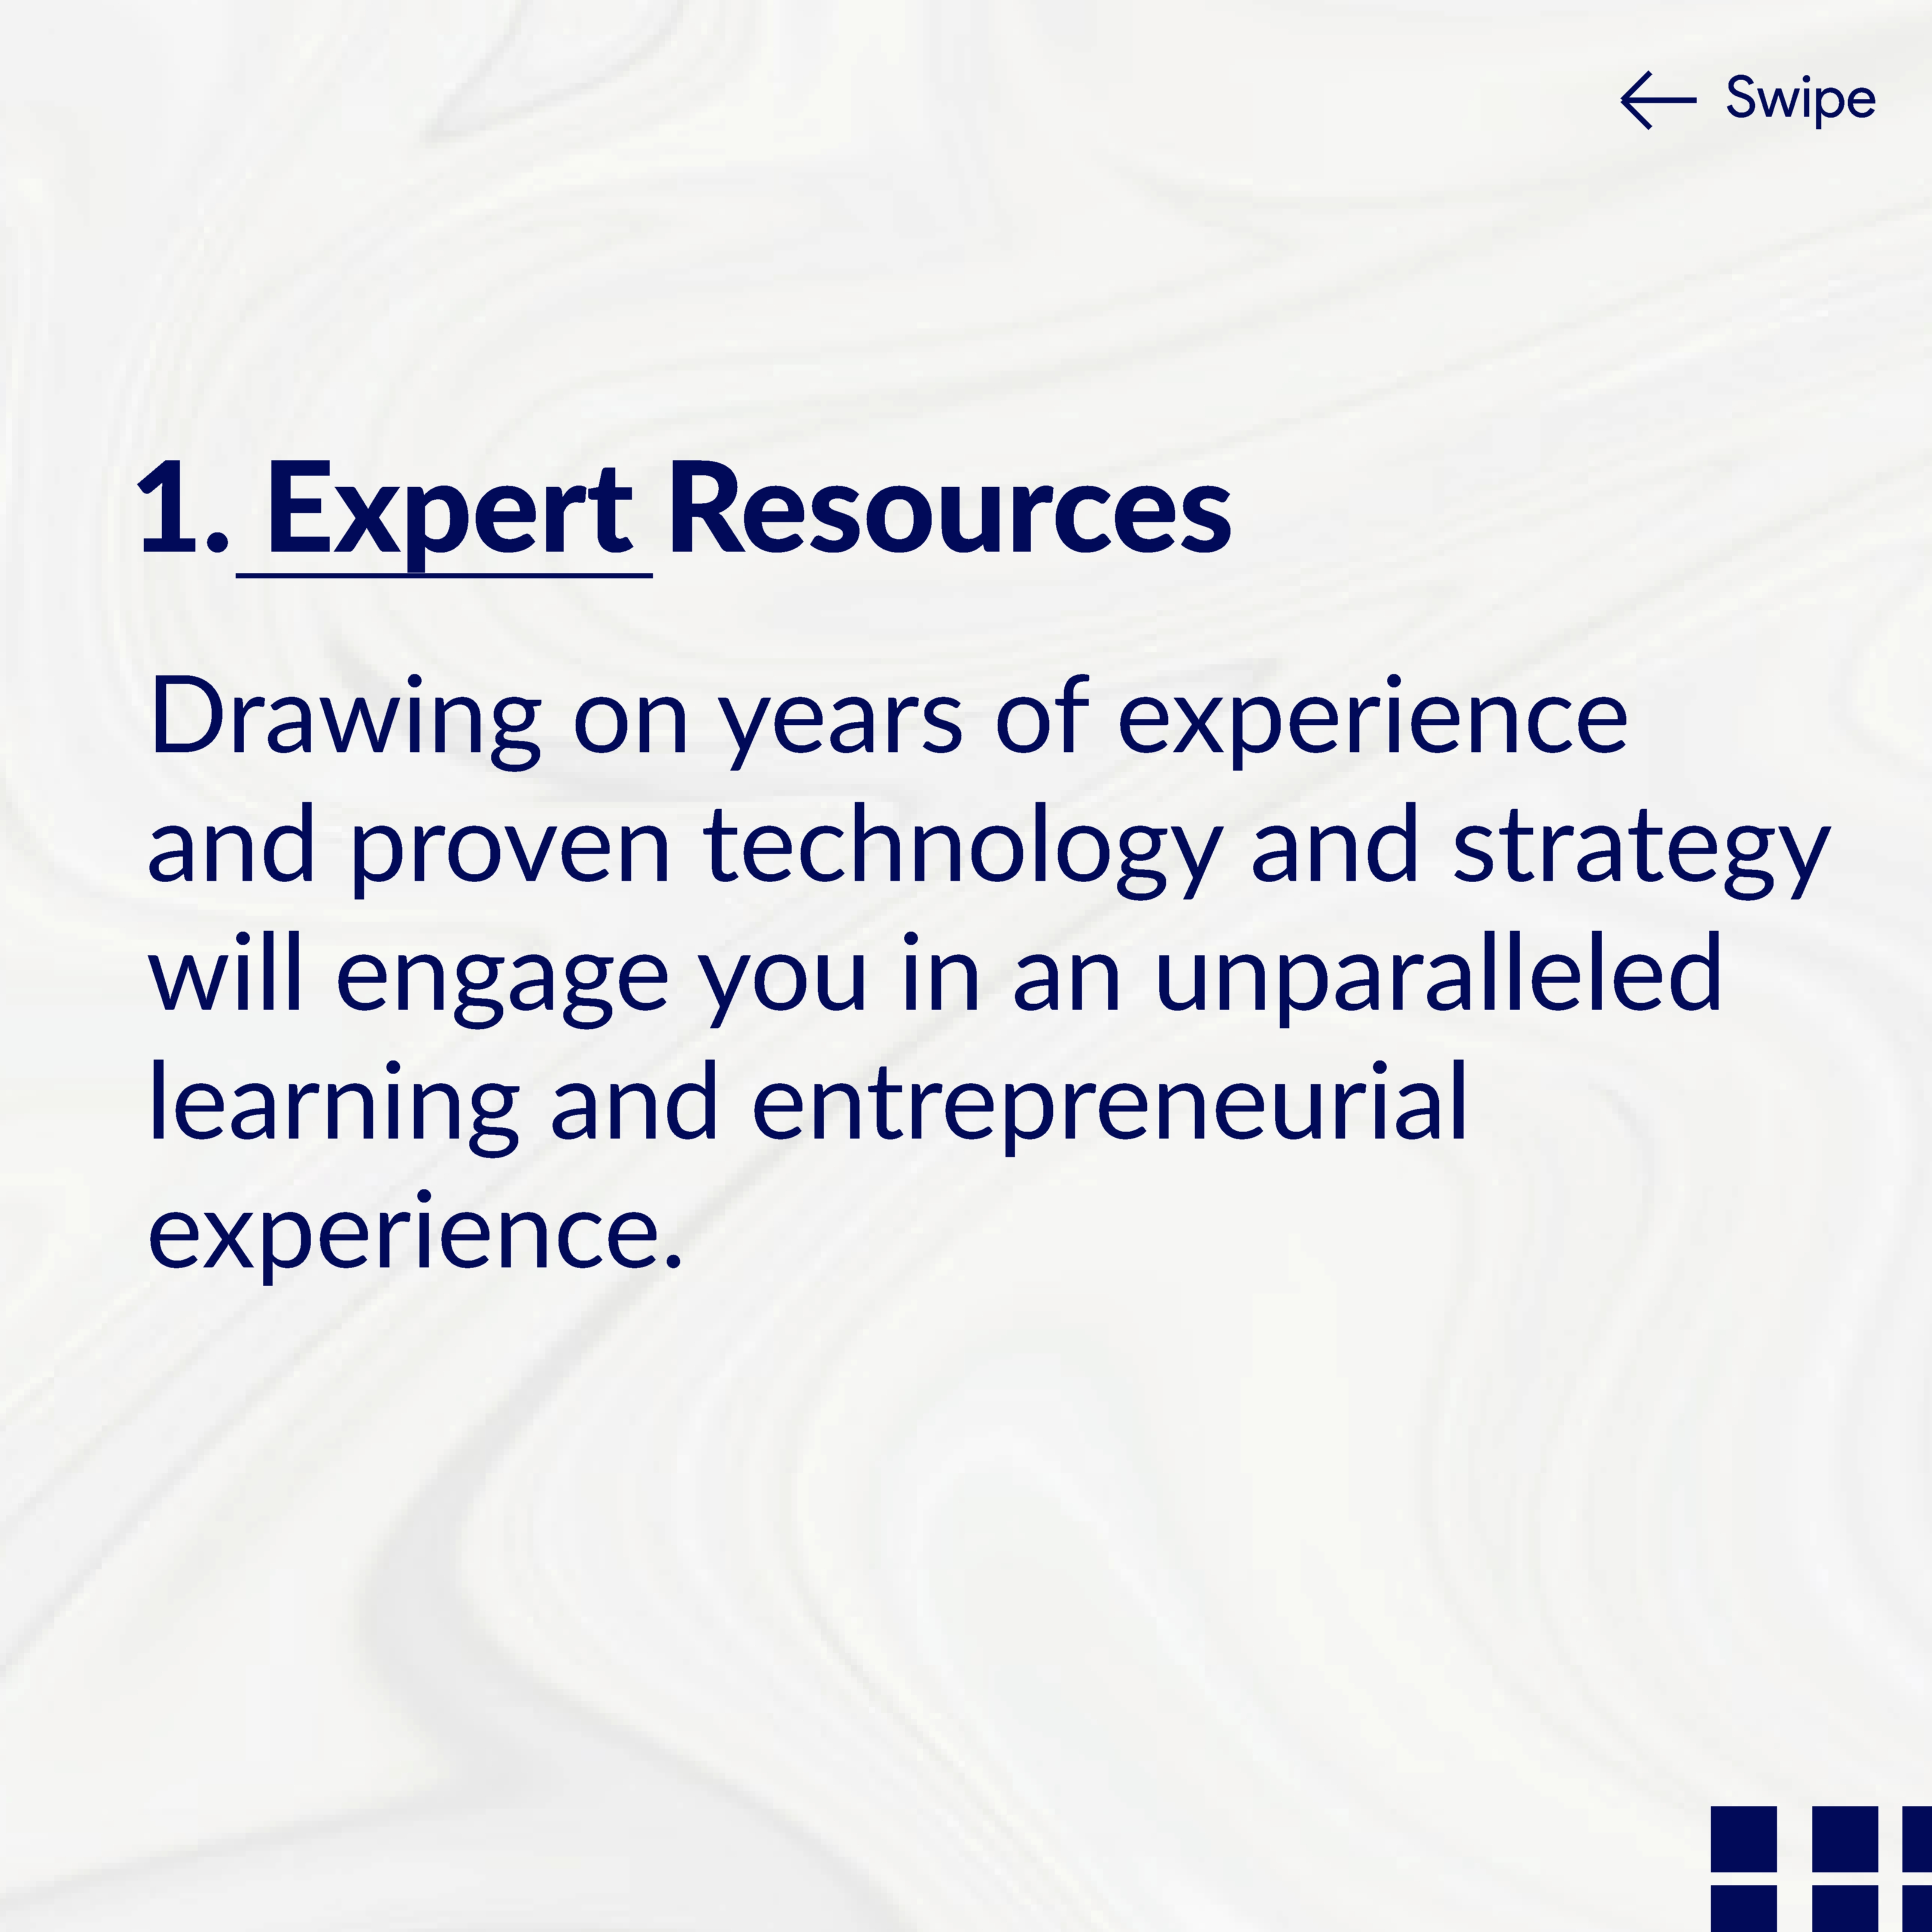 Swipe
1. Expert Resources
Drawing on years of experience
and proven technology and strategy
will engage you in an unparalleled
learning and entrepreneurial
experience.